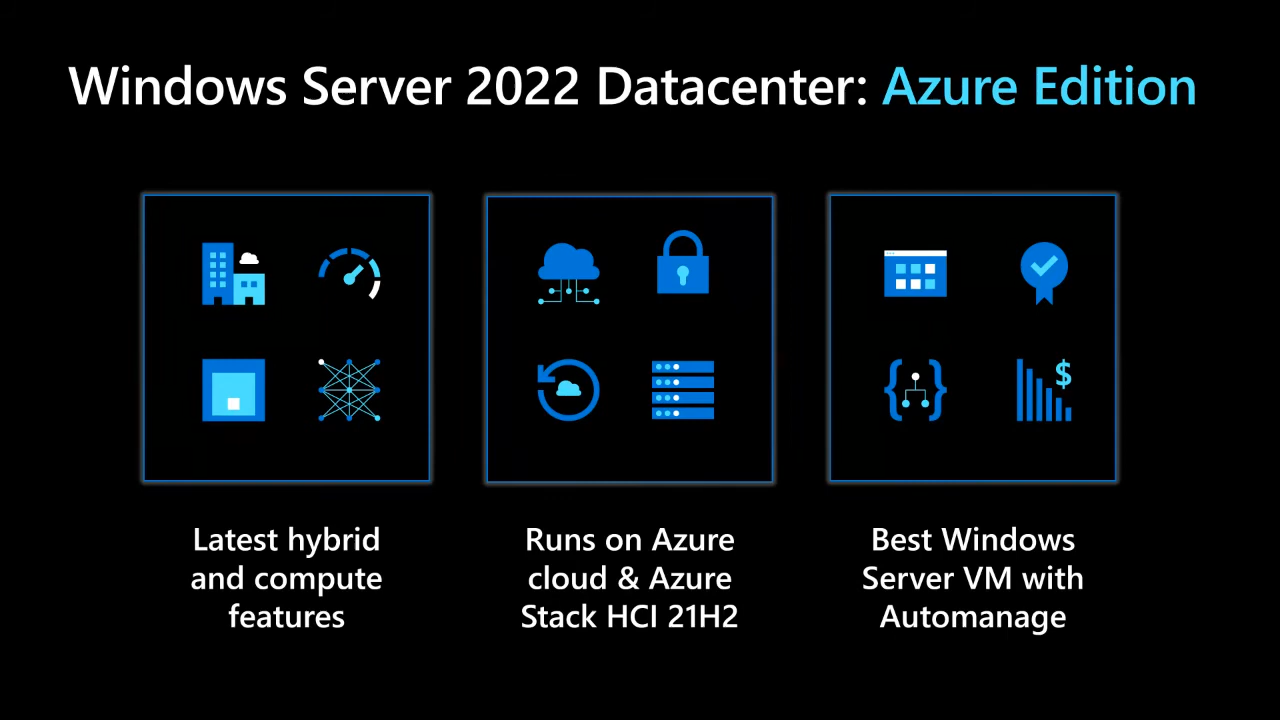 Windows Server 2022 Datacenter: Azure Edition
$
Latest hybrid
and compute
features
Runs on Azure
cloud & Azure
Stack HCI 21H2
Best Windows
Server VM with
Automanage